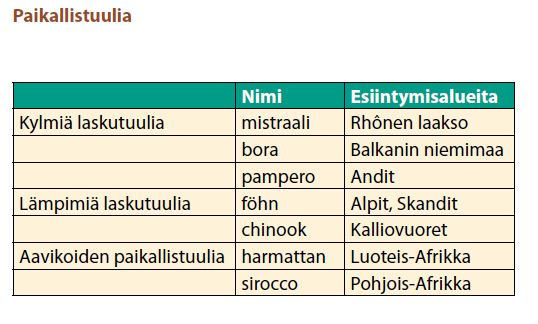 Paikallistuulia
Nimi Esiintymisalueita
Kylmiä laskutuulia mistraali Rhônen laakso
bora Balkanin niemimaa
pampero Andit
Lämpimiä laskutuulia föhn Alpit, Skandit
chinook Kalliovuoret
Aavikoiden paikallistuulia harmattan Luoteis-Afrikka
sirocco Pohjois-Afrikka